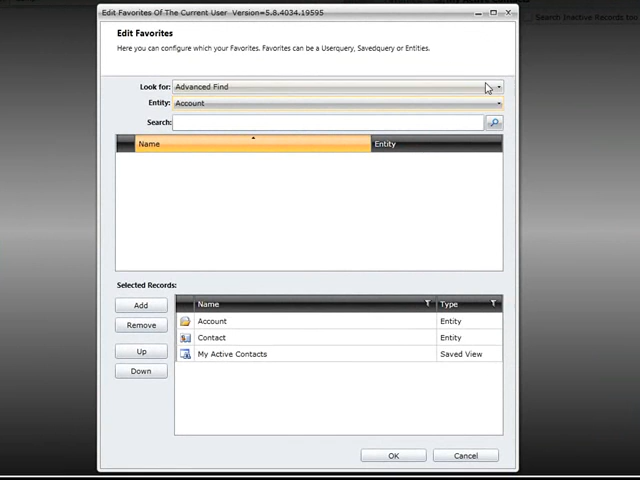 Edit Favorites Of The Current User Version=5.8.4034.19595
Search Inactive Records too
Edit Favorites
Here you can configure which your Favorites. Favorites can be a Userquery, Savedquery or Entities.
Look for: Advanced Find
Entity: Account
Search:
Name Entity
Selected Records:
Add
Remove
Up
Down
Name Type
Account Entity
Contact Entity
My Active Contacts Saved View
OK Cancel